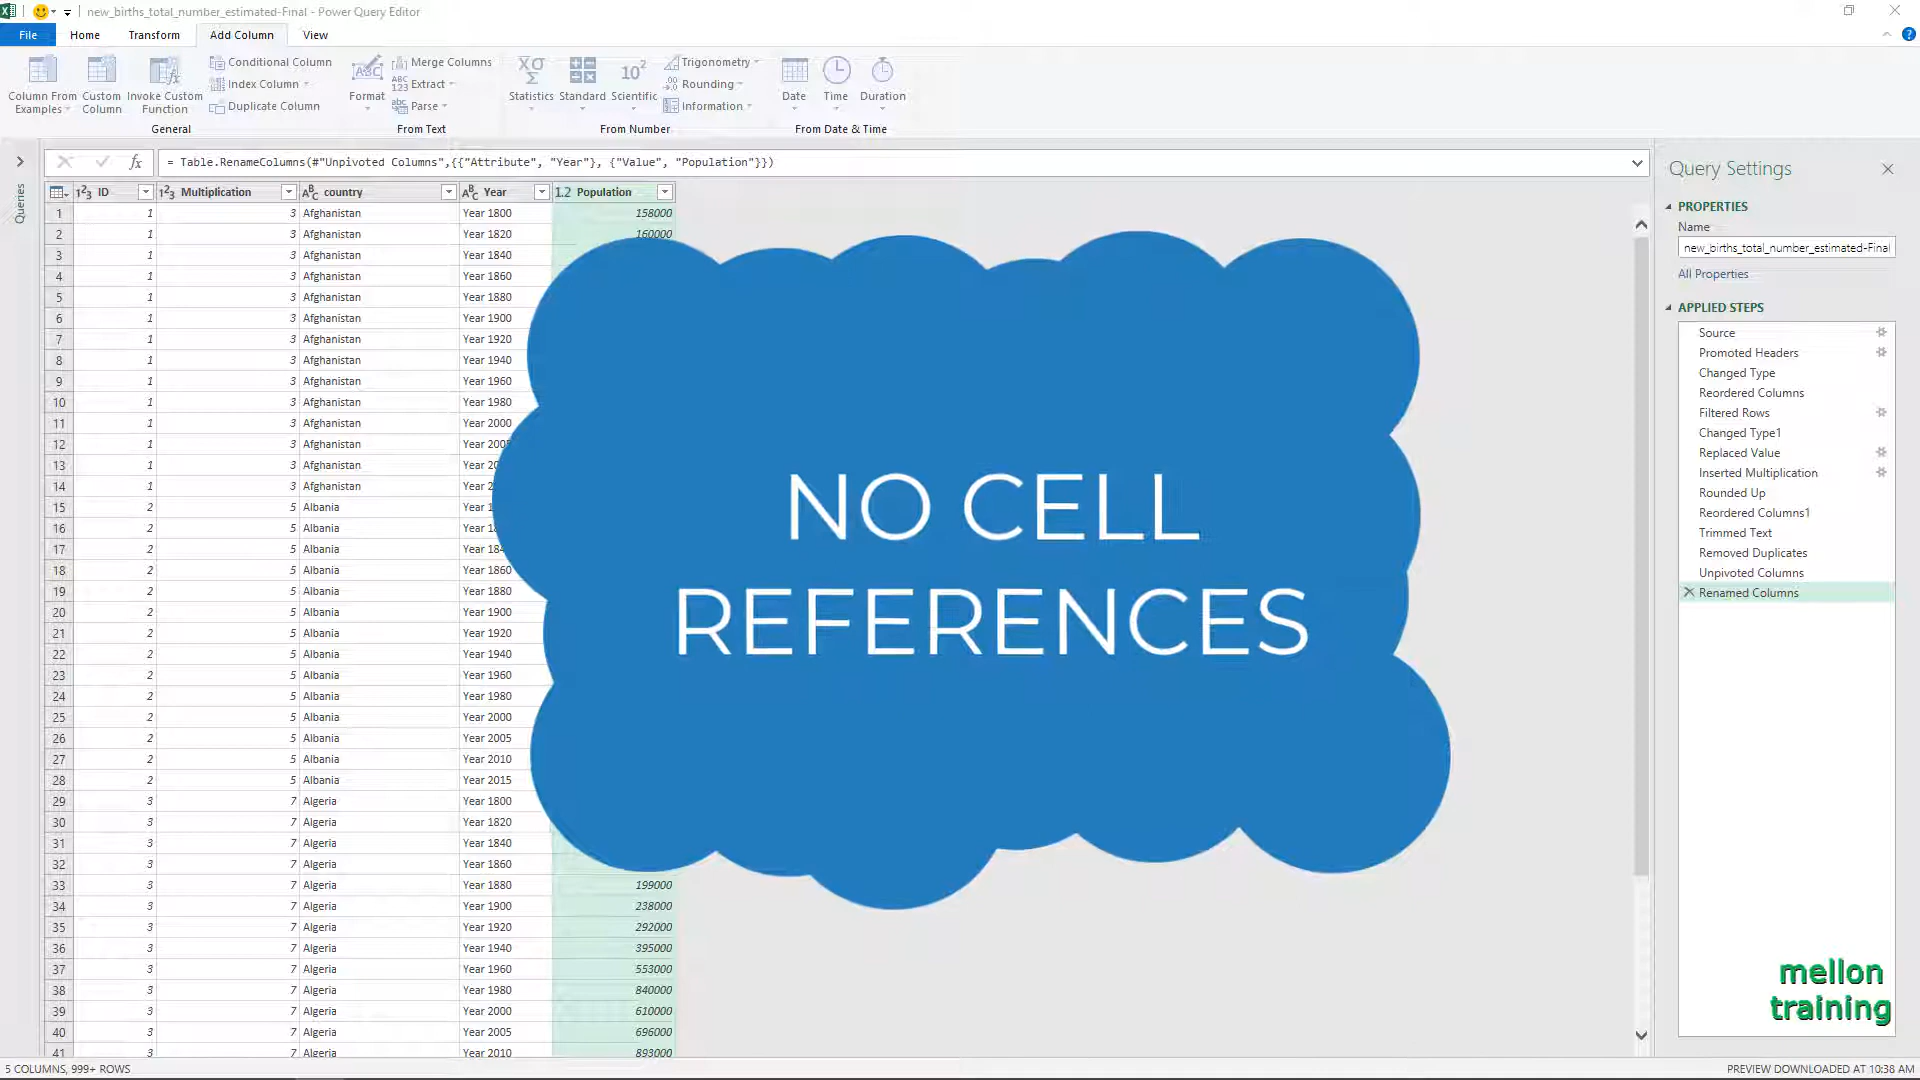 new_births_total_number_estimated-Final - Power Query Editor
File Home Transform Add Column View
Column From Examples
Custom Column
Invoke Custom Function
Conditional Column
Index Column
Duplicate Column
General
Format
Merge Columns
Extract
Parse
From Text
Statistics
Standard
Scientific
Trigonometry
Rounding
Information
From Number
Date
Time
Duration
From Date & Time
fx = Table.RenameColumns(#"Unpivoted Columns",{{"Attribute", "Year"}, {"Value", "Population"}})
Queries
ID Multiplication country Year 1.2 Population
1 1 3 Afghanistan Year 1800 158000
2 1 3 Afghanistan Year 1820 160000
3 1 3 Afghanistan Year 1840
4 1 3 Afghanistan Year 1860
5 1 3 Afghanistan Year 1880
6 1 3 Afghanistan Year 1900
7 1 3 Afghanistan Year 1920
8 1 3 Afghanistan Year 1940
9 1 3 Afghanistan Year 1960
10 1 3 Afghanistan Year 1980
11 1 3 Afghanistan Year 2000
12 1 3 Afghanistan Year
13 1 3 Afghanistan Year
14 1 3 Afghanistan Year
15 2 5 Albania Year
16 2 5 Albania Year
17 2 5 Albania Year
18 2 5 Albania Year 1860
19 2 5 Albania Year 1880
20 2 5 Albania Year 1900
21 2 5 Albania Year 1920
22 2 5 Albania Year 1940
23 2 5 Albania Year 1960
24 2 5 Albania Year 1980
25 2 5 Albania Year 2000
26 2 5 Albania Year 2005
27 2 5 Albania Year 2010
28 2 5 Albania Year 2015
29 3 7 Algeria Year 1800
30 3 7 Algeria Year 1820
31 3 7 Algeria Year 1840
32 3 7 Algeria Year 1860
33 3 7 Algeria Year 1880 199000
34 3 7 Algeria Year 1900 238000
35 3 7 Algeria Year 1920 292000
36 3 7 Algeria Year 1940 395000
37 3 7 Algeria Year 1960 553000
38 3 7 Algeria Year 1980 840000
39 3 7 Algeria Year 2000 610000
40 3 7 Algeria Year 2005 696000
41 3 7 Algeria Year 2010 893000
NO CELL
REFERENCES
Query Settings
PROPERTIES
Name
new_births_total_number_estimated-Final
All Properties
APPLIED STEPS
Source
Promoted Headers
Changed Type
Reordered Columns
Filtered Rows
Changed Type1
Replaced Value
Inserted Multiplication
Rounded Up
Reordered Columns1
Trimmed Text
Removed Duplicates
Unpivoted Columns
Renamed Columns
mellon
training
5 COLUMNS, 999+ ROWS
PREVIEW DOWNLOADED AT 10:38 AM